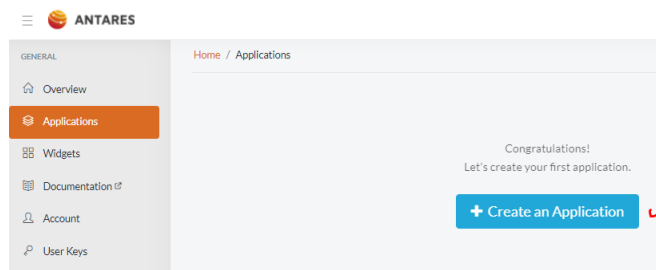 ANTARES
GENERAL
Home / Applications
Overview
Applications
Widgets
Documentation
Account
User Keys
Congratulations!
Let's create your first application.
+ Create an Application